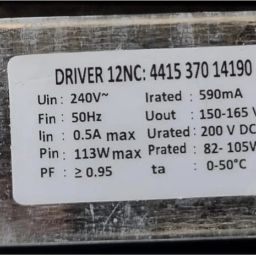 DRIVER 12NC: 4415 370 14190
Uin : 240V~ Irated : 590mA
Fin : 50Hz Uout : 150-165 V
Iin : 0.5A max Urated : 200 V DC
Pin : 113W max Prated : 82- 105W
PF : ≥ 0.95 ta : 0-50°C